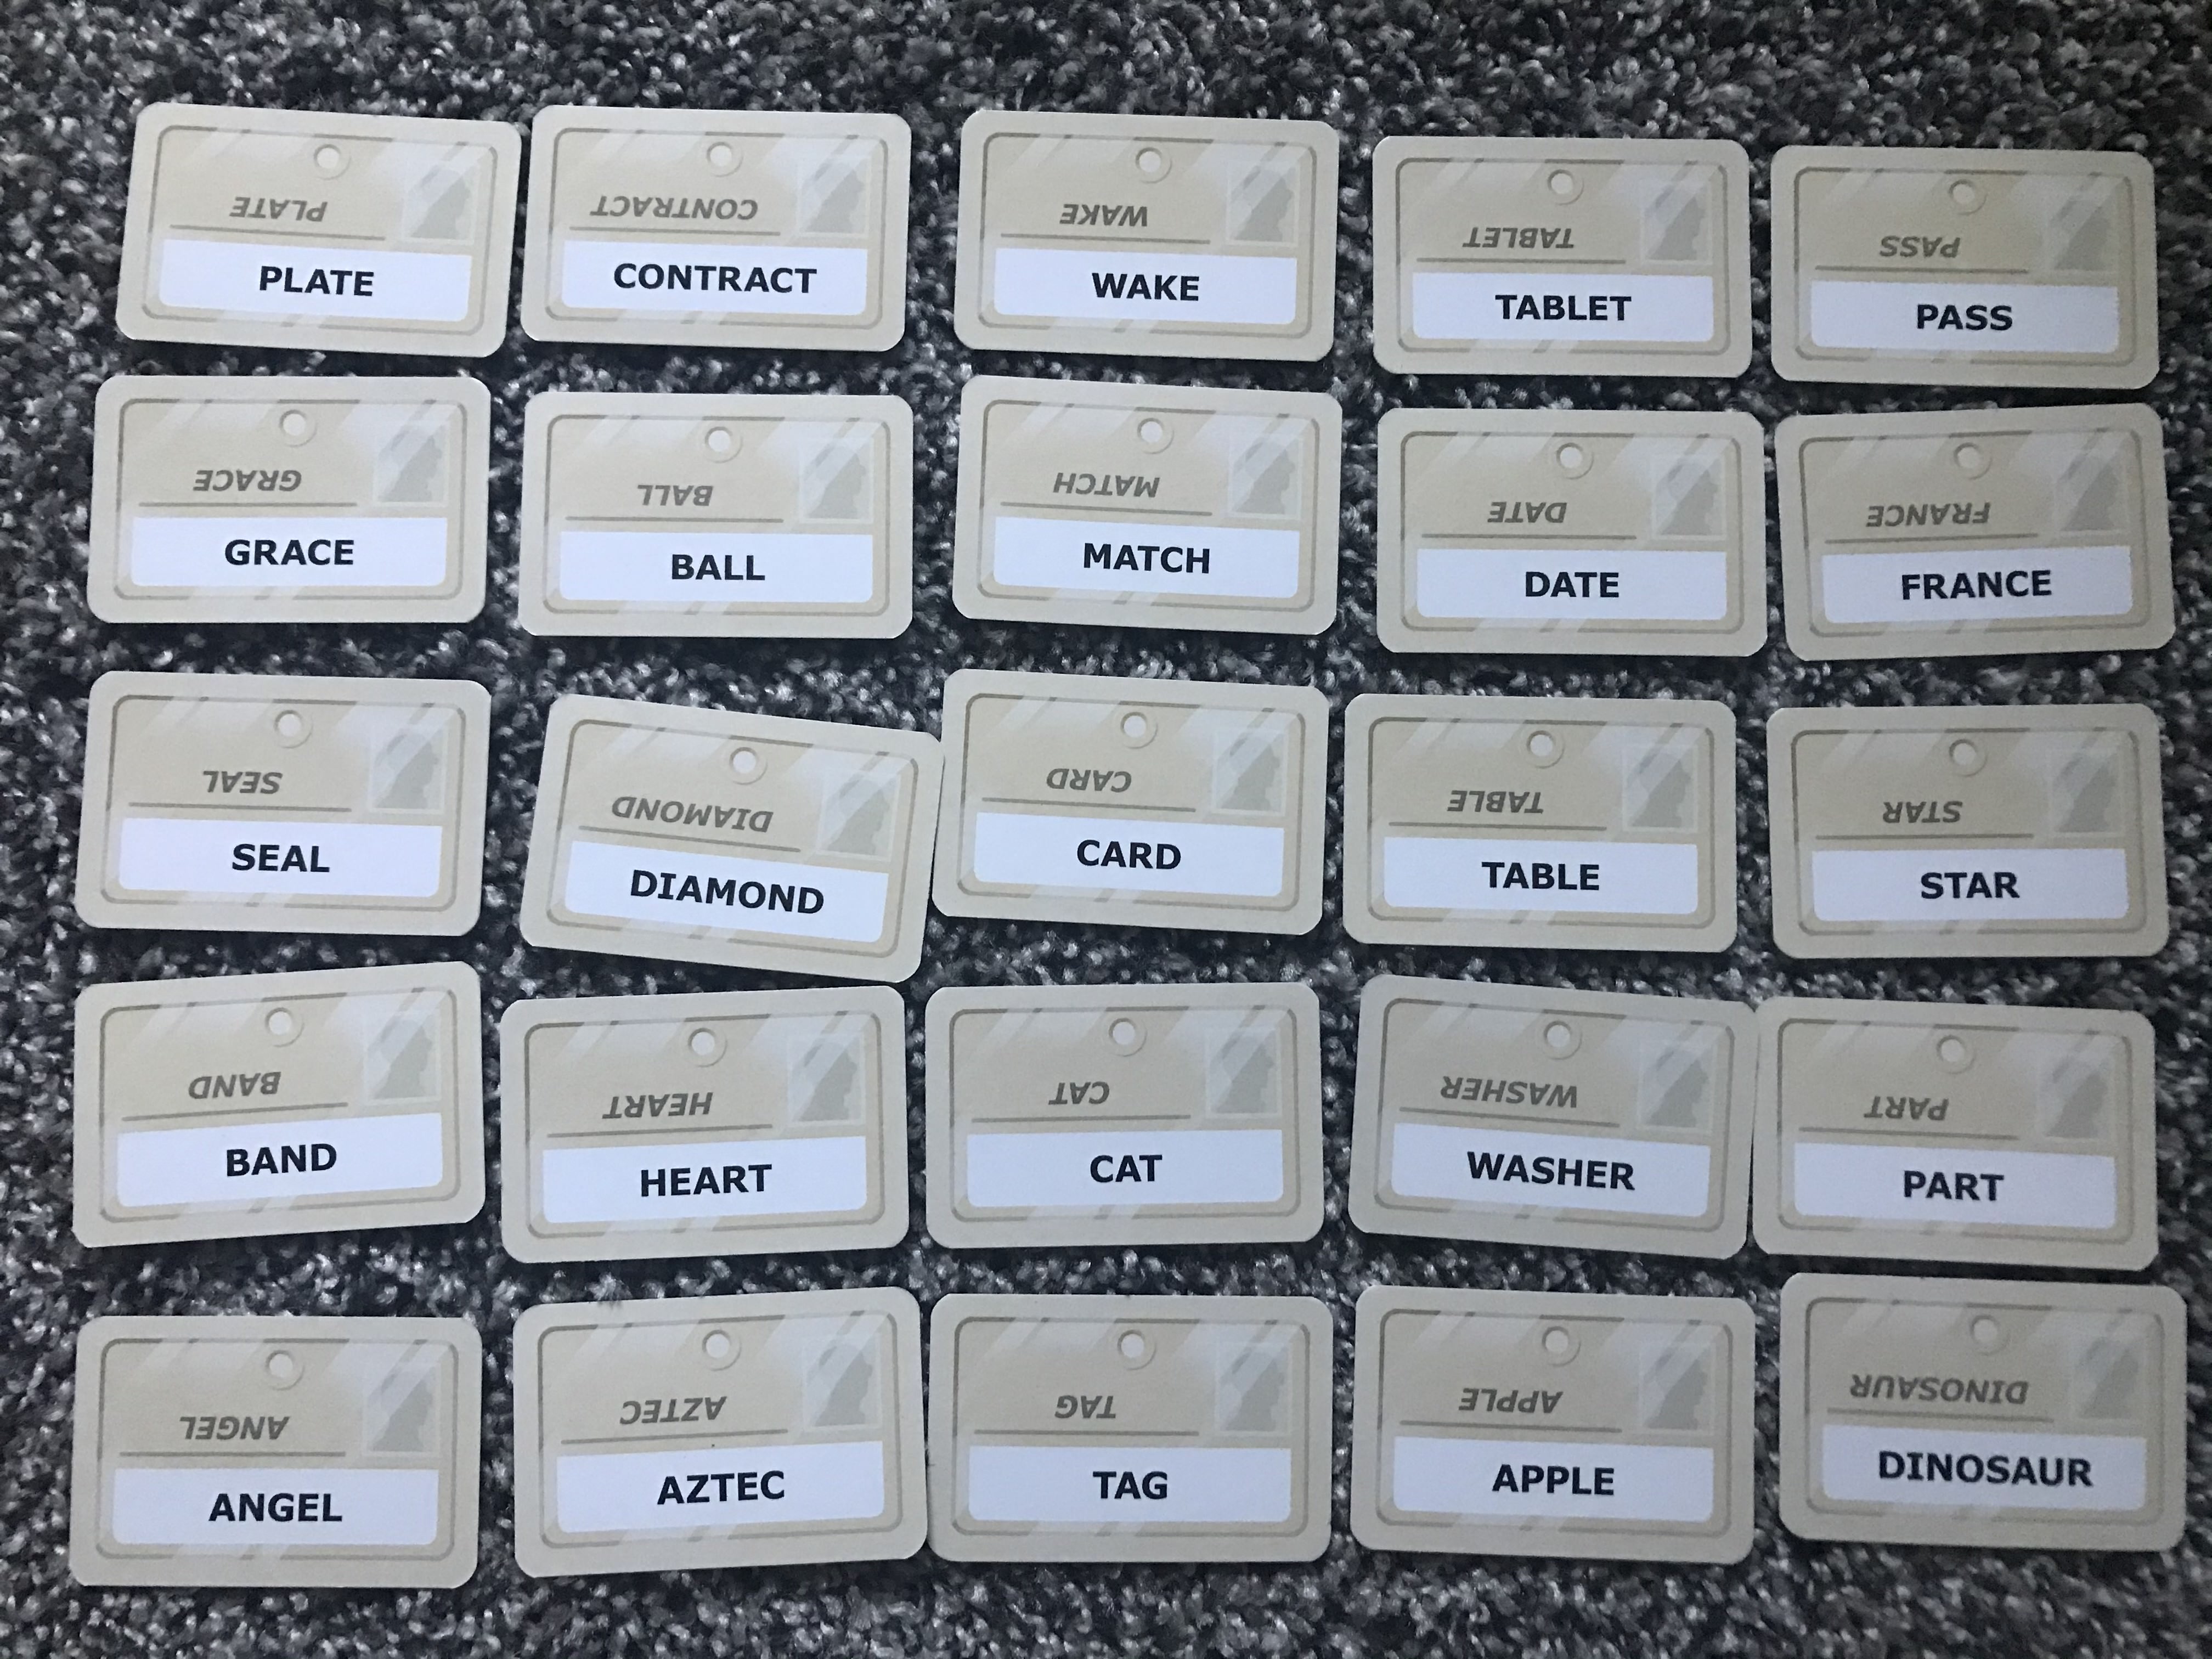 PLATE
PLATE
CONTRACT
CONTRACT
WAKE
WAKE
TABLET
TABLET
PASS
PASS
GRACE
GRACE
BALL
BALL
MATCH
MATCH
DATE
DATE
FRANCE
FRANCE
SEAL
SEAL
DIAMOND
DIAMOND
CARD
CARD
TABLE
TABLE
STAR
STAR
BAND
BAND
HEART
HEART
CAT
CAT
WASHER
WASHER
PART
PART
ANGEL
ANGEL
AZTEC
AZTEC
TAG
TAG
APPLE
APPLE
DINOSAUR
DINOSAUR